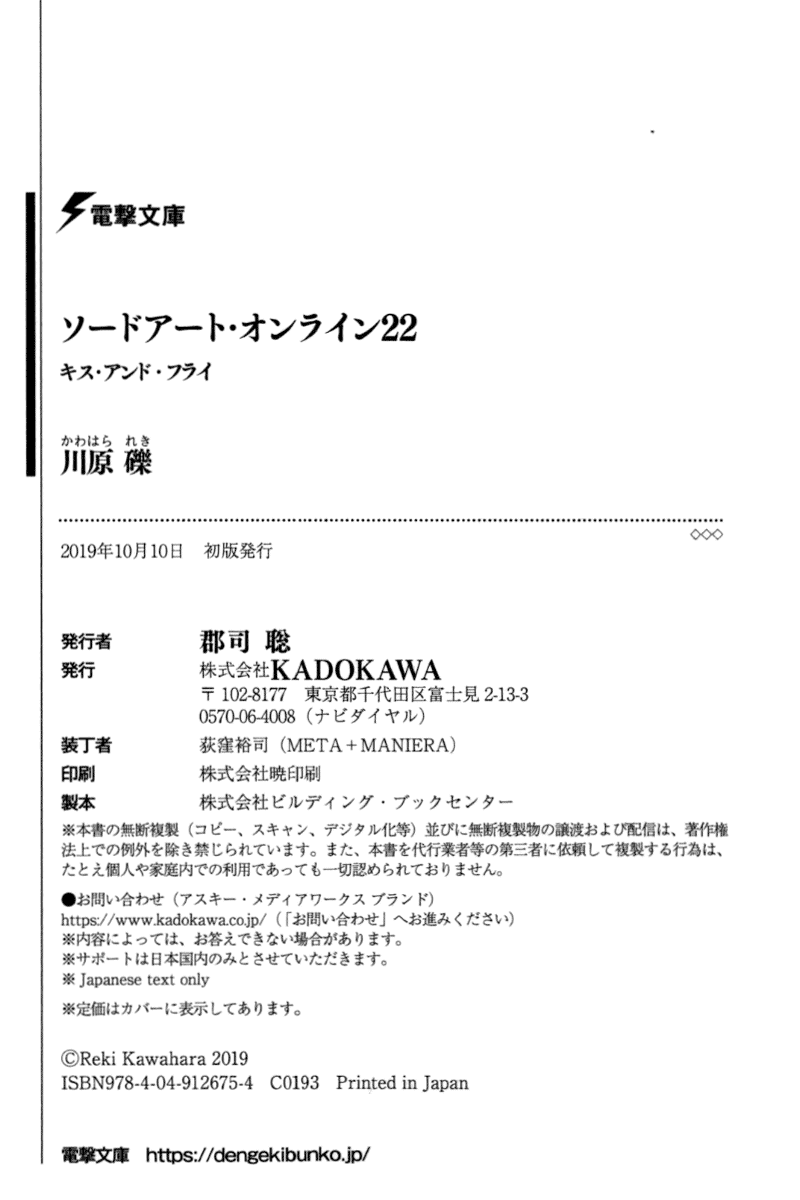 電撃文庫
ソードアート・オンライン22
キス・アンド・フライ
かわはら れき
川原 礫
2019年10月10日 初版発行
◇◇◇
発行者 郡司 聡
発行 株式会社KADOKAWA
〒102-8177 東京都千代田区富士見 2-13-3
0570-06-4008（ナビダイヤル）
装丁者 荻窪裕司（META＋MANIERA）
印刷 株式会社暁印刷
製本 株式会社ビルディング・ブックセンター
※本書の無断複製（コピー、スキャン、デジタル化等）並びに無断複製物の譲渡および配信は、著作権
法上での例外を除き禁じられています。また、本書を代行業者等の第三者に依頼して複製する行為は、
たとえ個人や家庭内での利用であっても一切認められておりません。
●お問い合わせ（アスキー・メディアワークス ブランド）
https://www.kadokawa.co.jp/（「お問い合わせ」へお進みください）
※内容によっては、お答えできない場合があります。
※サポートは日本国内のみとさせていただきます。
※ Japanese text only
※定価はカバーに表示してあります。
©Reki Kawahara 2019
ISBN978-4-04-912675-4 C0193 Printed in Japan
電撃文庫 https://dengekibunko.jp/